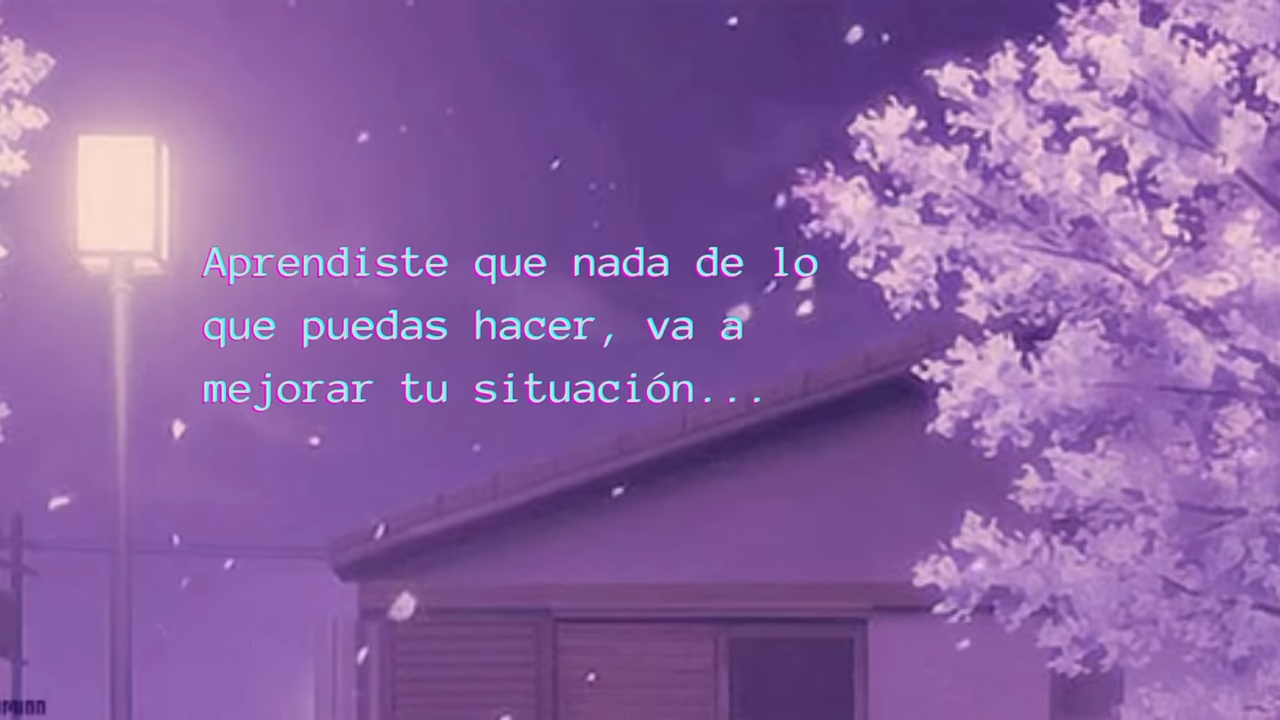 Aprendiste que nada de lo
que puedas hacer, va a
mejorar tu situación...